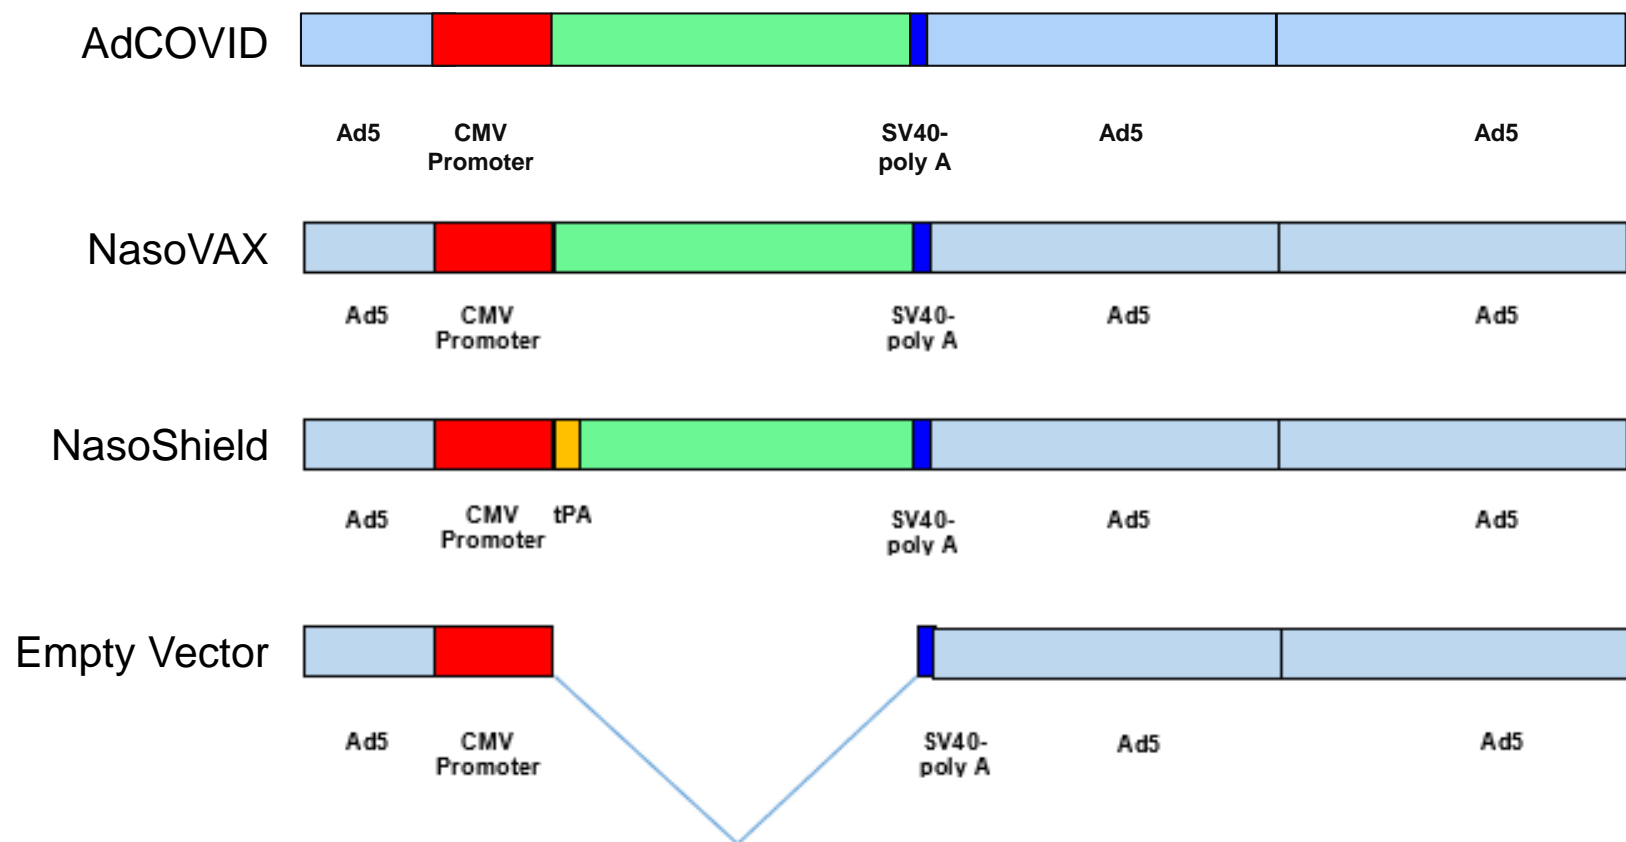 AdCOVID
Ad5 CMV Promoter SV40- poly A Ad5 Ad5
NasoVAX
Ad5 CMV Promoter SV40- poly A Ad5 Ad5
NasoShield
Ad5 CMV Promoter tPA SV40- poly A Ad5 Ad5
Empty Vector
Ad5 CMV Promoter SV40- poly A Ad5 Ad5